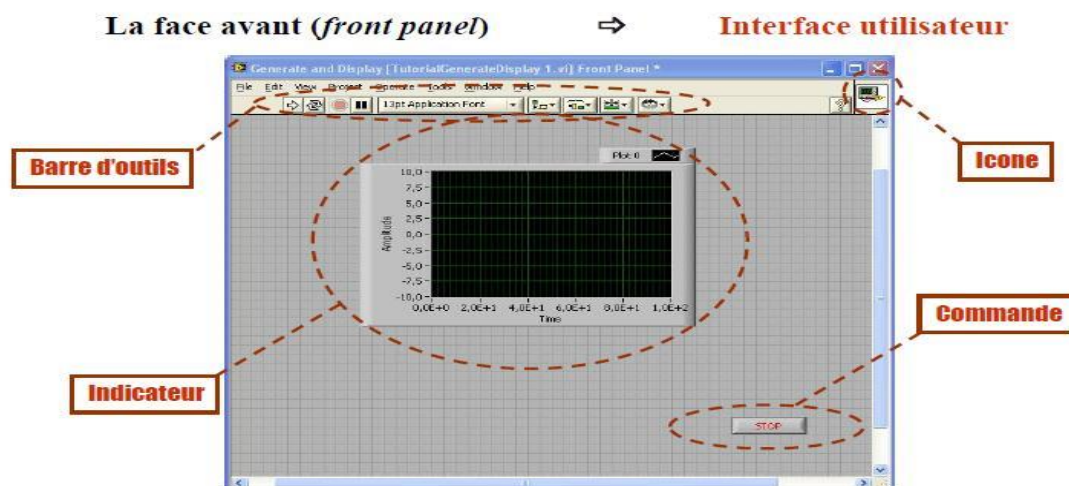 La face avant (front panel) ⇨ Interface utilisateur
Generate and Display [TutorialGenerateDisplay 1.vi] Front Panel *
File Edit View Project Operate Tools Window Help
13pt Application Font
Barre d'outils
Icone
Plot 0
10,0
7,5
5,0
2,5
0,0
-2,5
-5,0
-7,5
-10,0
Amplitude
0,0E+0 2,0E+1 4,0E+1 6,0E+1 8,0E+1 1,0E+2
Time
Commande
Indicateur
STOP